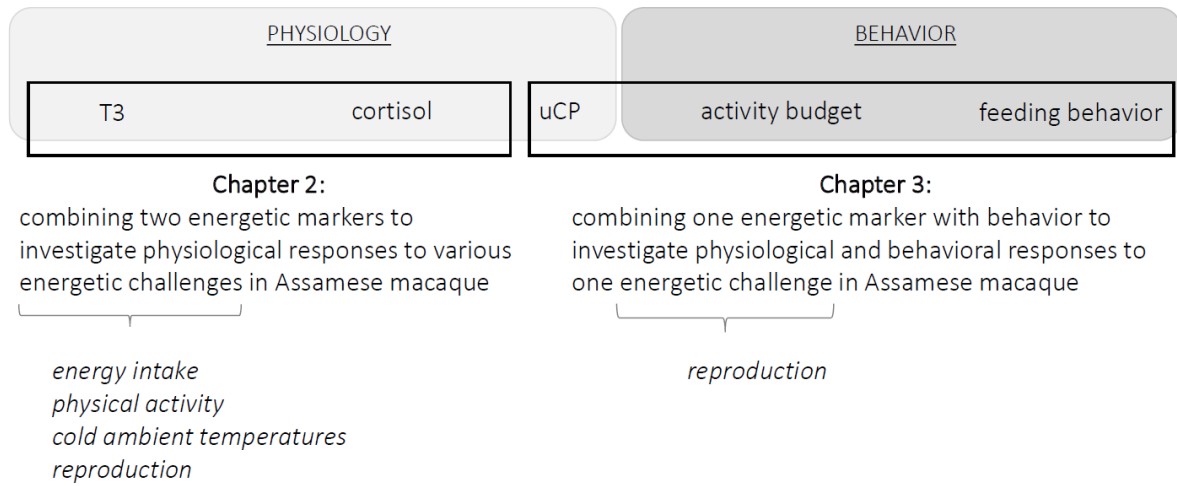 PHYSIOLOGY
BEHAVIOR
T3
cortisol
uCP
activity budget
feeding behavior
Chapter 2:
combining two energetic markers to
investigate physiological responses to various
energetic challenges in Assamese macaque
energy intake
physical activity
cold ambient temperatures
reproduction
Chapter 3:
combining one energetic marker with behavior to
investigate physiological and behavioral responses to
one energetic challenge in Assamese macaque
reproduction